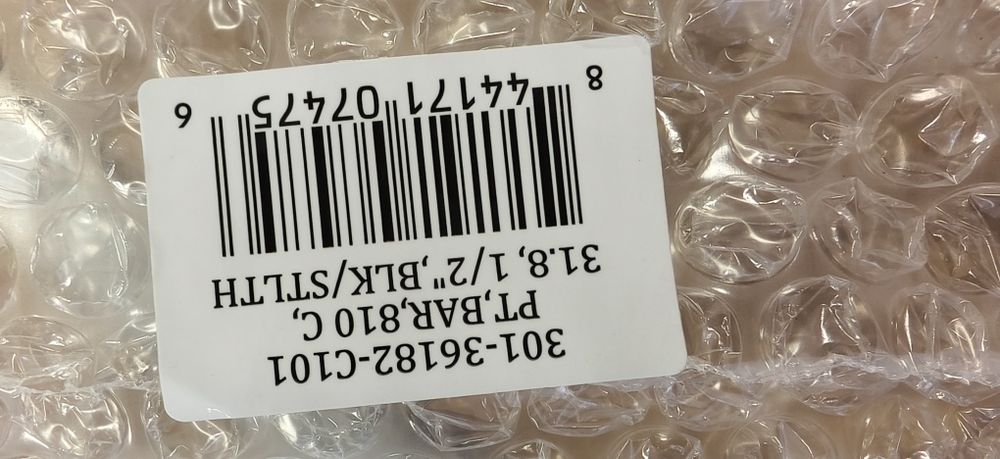 301-36182-C101
PT,BAR,810 C,
31.8, 1/2",BLK/STLTH
8 44171 07475 6